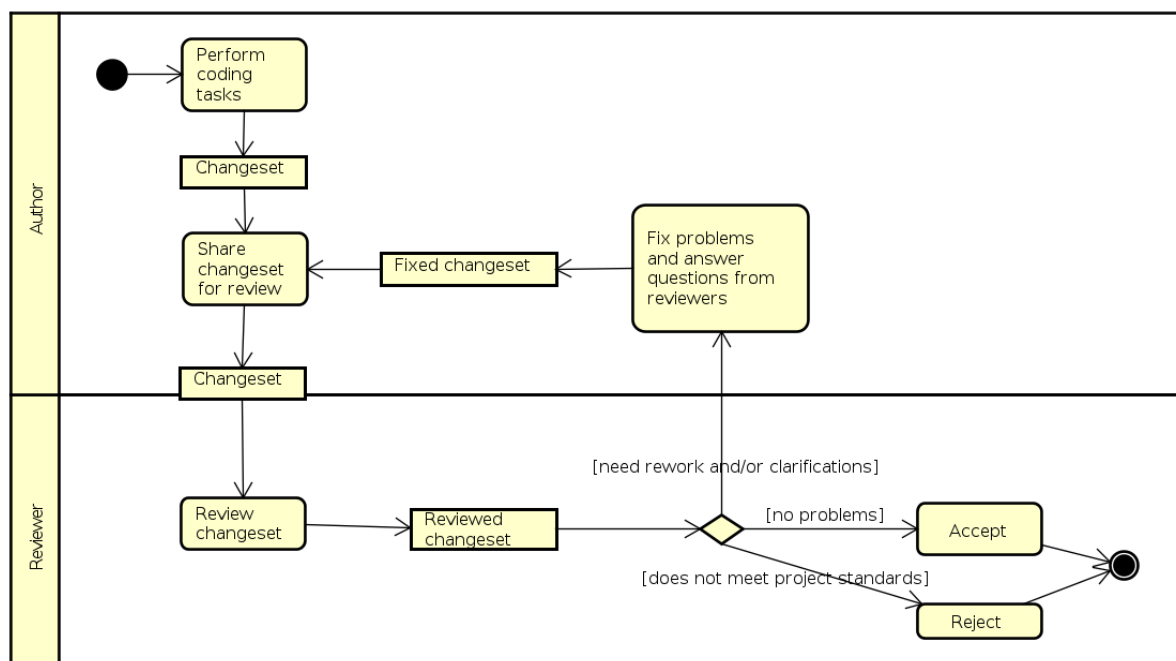 Author
Perform
coding
tasks
Changeset
Share
changeset
for review
Fixed changeset
Fix problems
and answer
questions from
reviewers
Changeset
Reviewer
Review
changeset
Reviewed
changeset
[need rework and/or clarifications]
[no problems]
[does not meet project standards]
Accept
Reject